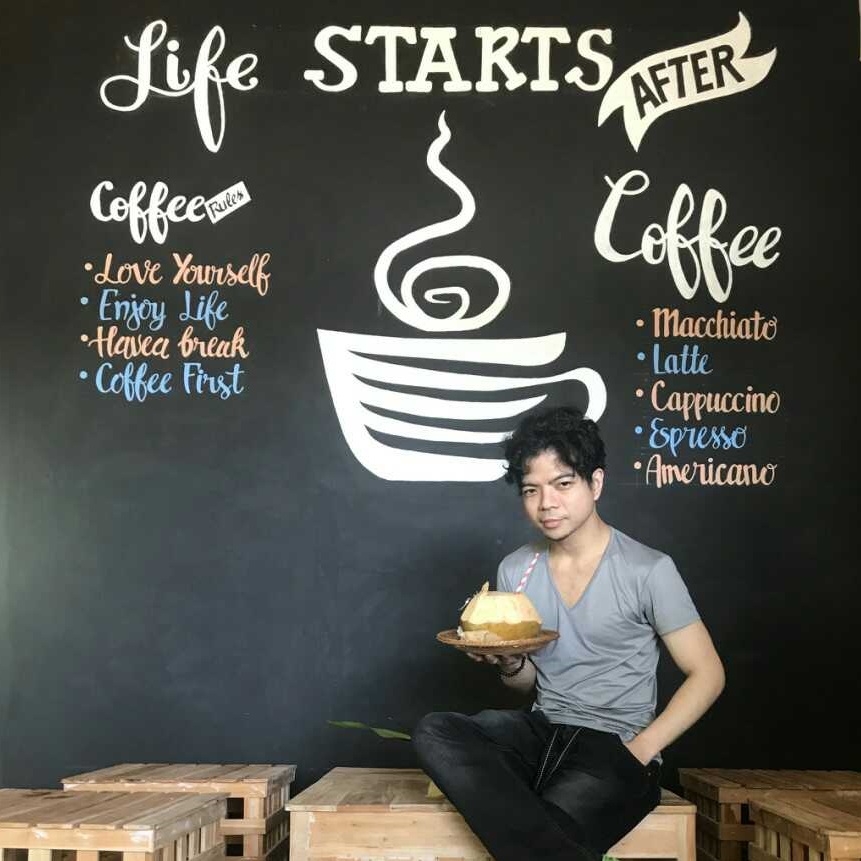 Life STARTS AFTER
Coffee
Coffee Rules
• Love Yourself
• Enjoy Life
• Havea break
• Coffee First
• Macchiato
• Latte
• Cappuccino
• Espresso
• Americano